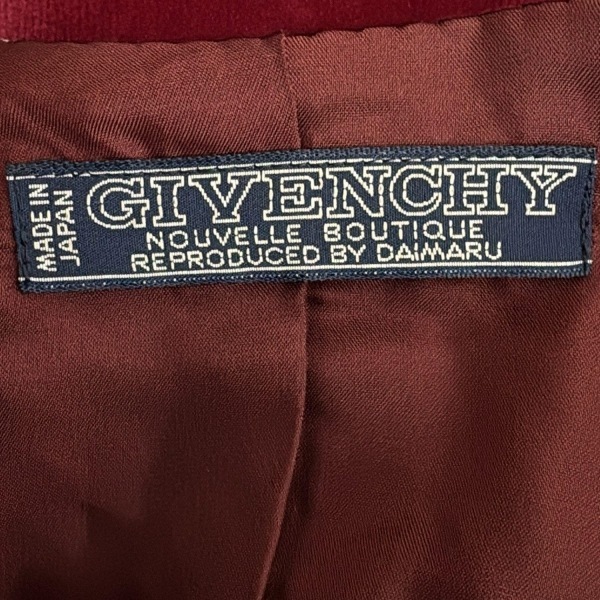 MADE IN
JAPAN
GIVENCHY
NOUVELLE BOUTIQUE
REPRODUCED BY DAiMARU